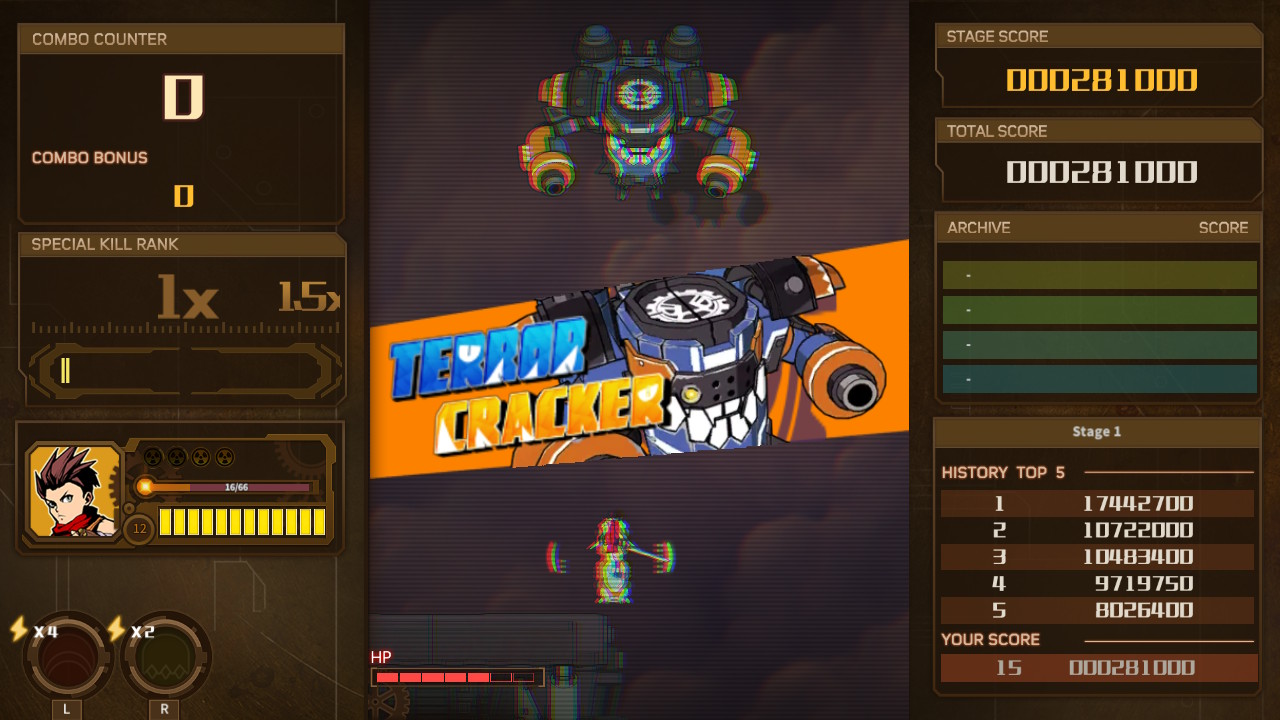 COMBO COUNTER
0
COMBO BONUS
0
SPECIAL KILL RANK
1x
1.5x
16/66
12
X4
X2
L
R
TERRAR
CRACKER
HP
STAGE SCORE
000281000
TOTAL SCORE
000281000
ARCHIVE SCORE
-
-
-
-
Stage 1
HISTORY TOP 5
1 17442700
2 10722000
3 10483400
4 9719750
5 8026400
YOUR SCORE
15 000281000